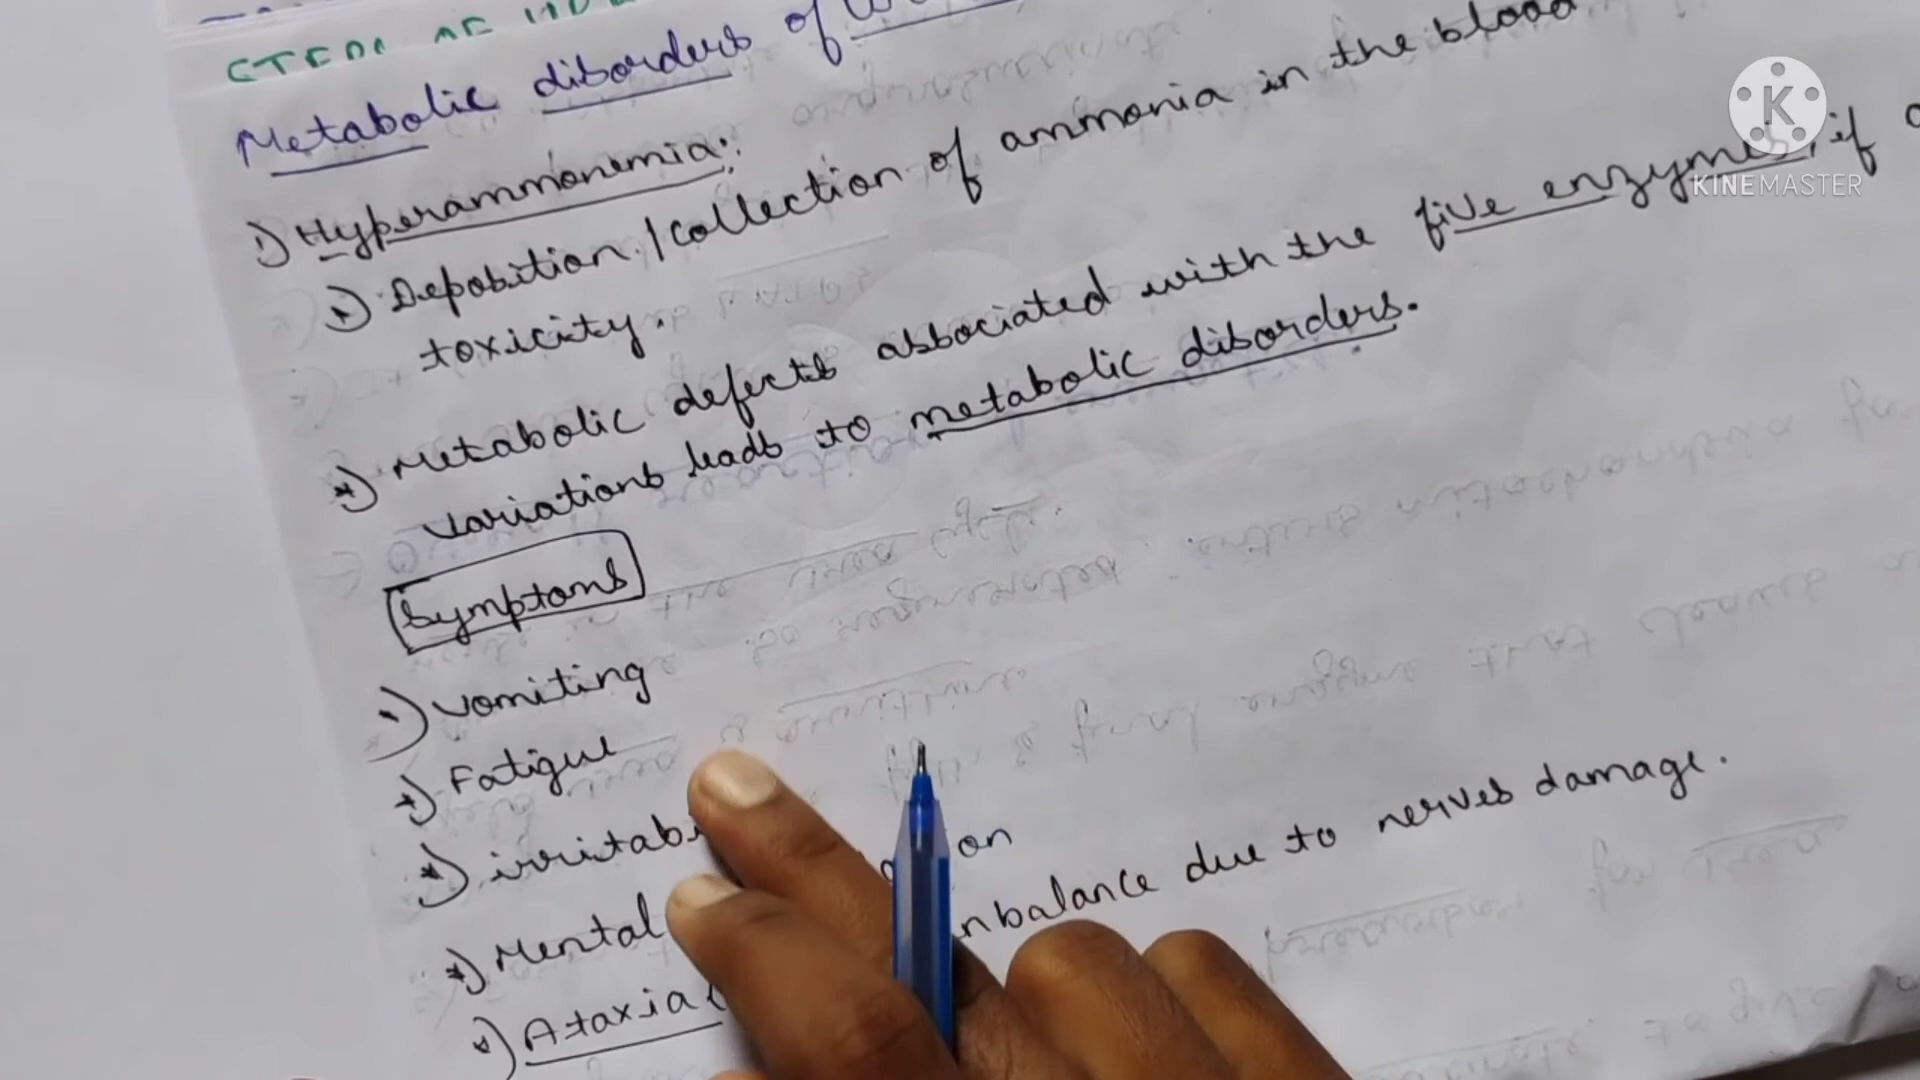 Metabolic disorders of
1) Hyperammonemia:
*) Deposition / Collection of ammonia in the blood
toxicity.
*) Metabolic defects associated with the five enzymes, if
variations leads to metabolic disorders.
Symptoms
*) Vomiting
*) Fatigue
*) irritab
*) Mental on
*) Ataxia ( nbalance due to nerves damage.
K
KINEMASTER